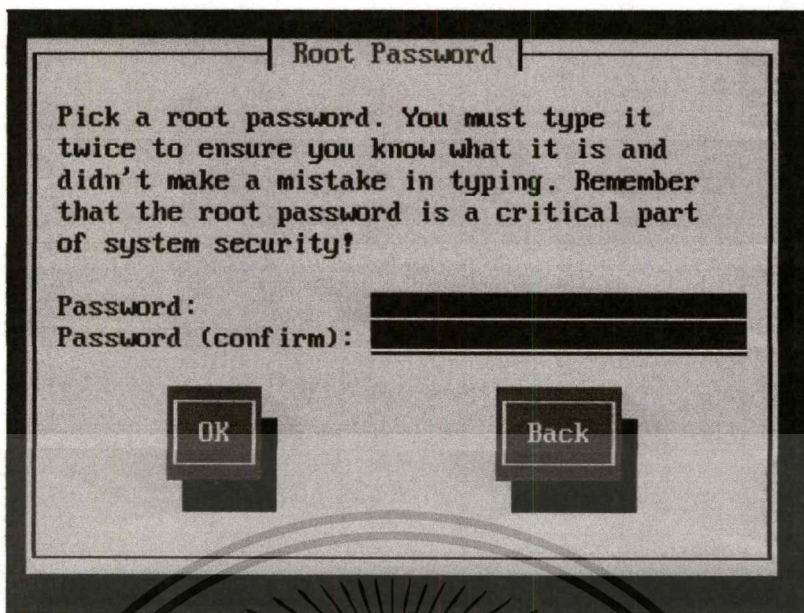 Root Password
Pick a root password. You must type it
twice to ensure you know what it is and
didn't make a mistake in typing. Remember
that the root password is a critical part
of system security!
Password:
Password (confirm):
OK
Back